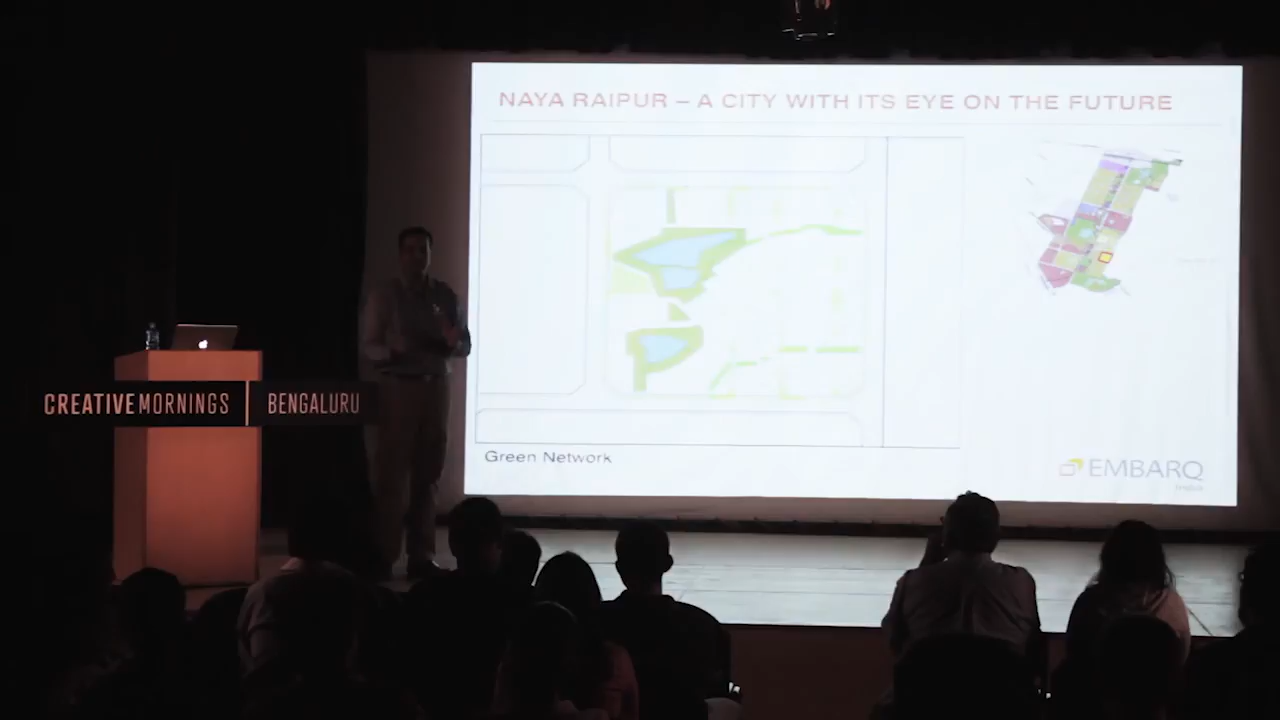 NAYA RAIPUR – A CITY WITH ITS EYE ON THE FUTURE
Green Network
EMBARQ
CREATIVEMORNINGS | BENGALURU